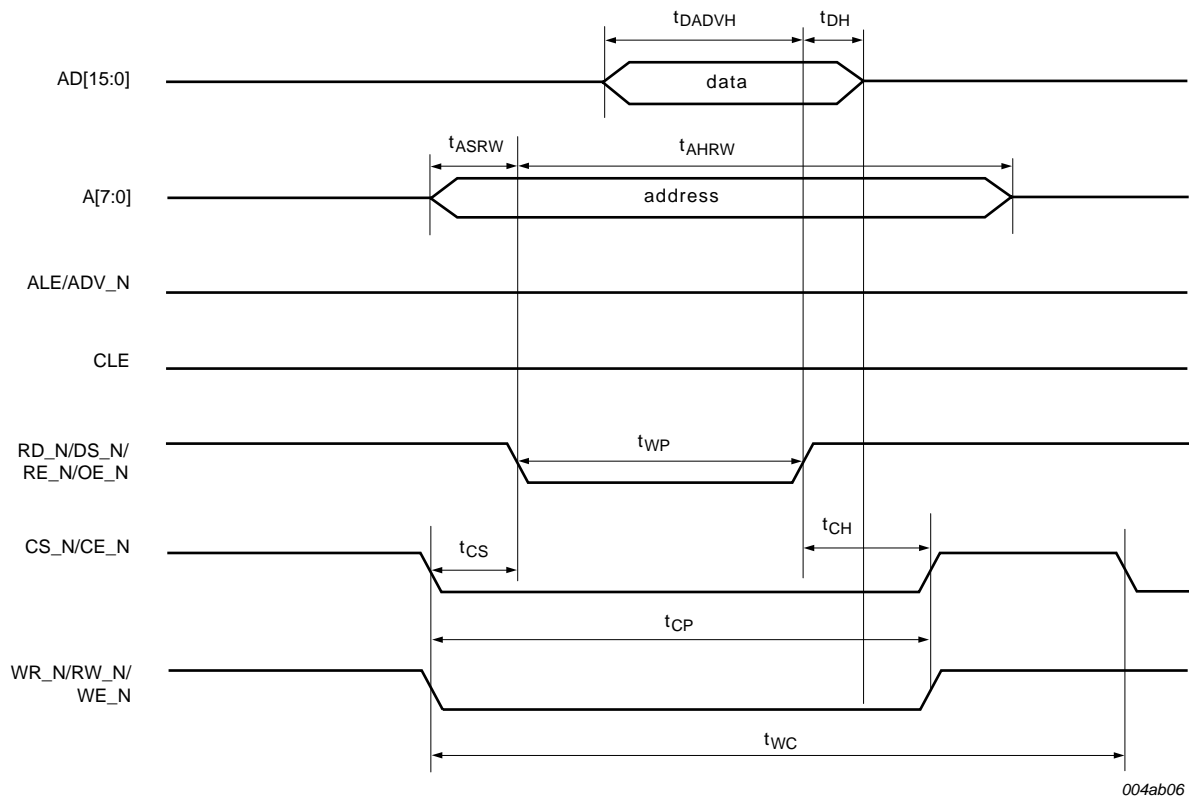 tDADVH
tDH
AD[15:0]
data
tASRW
tAHRW
A[7:0]
address
ALE/ADV_N
CLE
RD_N/DS_N/
RE_N/OE_N
tWP
CS_N/CE_N
tCS
tCH
tCP
WR_N/RW_N/
WE_N
tWC
004ab06